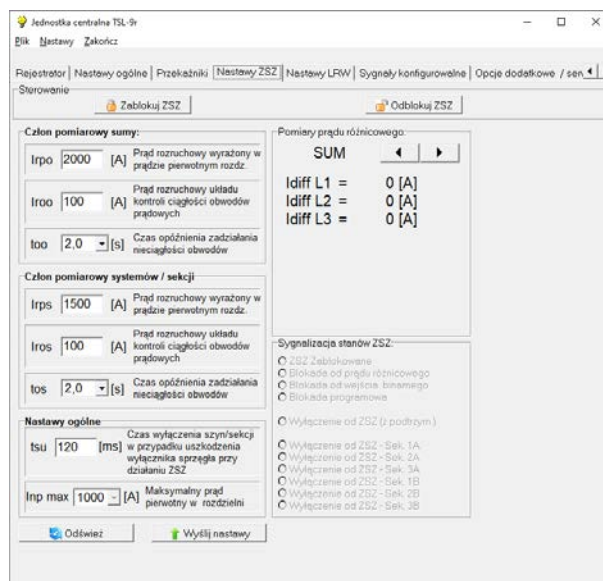 Jednostka centralna TSL-9r
Plik Nastawy Zakończ
Rejestrator Nastawy ogólne Przekaźniki Nastawy ZSZ Nastawy LRW Sygnały konfigurowalne Opcje dodatkowe / sen
Sterowanie
Zablokuj ZSZ
Odblokuj ZSZ
Człon pomiarowy sumy:
Irpo 2000 [A] Prąd rozruchowy wyrażony w
prądzie pierwotnym rozdz.
Iroo 100 [A] Prąd rozruchowy układu
kontroli ciągłości obwodów
prądowych
too 2,0 [s] Czas opóźnienia zadziałania
nieciągłości obwodów
Człon pomiarowy systemów / sekcji
Irps 1500 [A] Prąd rozruchowy wyrażony w
prądzie pierwotnym rozdz.
Iros 100 [A] Prąd rozruchowy układu
kontroli ciągłości obwodów
prądowych
tos 2,0 [s] Czas opóźnienia zadziałania
nieciągłości obwodów
Nastawy ogólne
tsu 120 [ms] Czas wyłączenia szyn/sekcji
w przypadku uszkodzenia
wyłącznika sprzęgła przy
działaniu ZSZ
Inp max 1000 [A] Maksymalny prąd
pierwotny w rozdzielni
Odśwież
Wyślij nastawy
Pomiary prądu różnicowego:
SUM
Idiff L1 = 0 [A]
Idiff L2 = 0 [A]
Idiff L3 = 0 [A]
Sygnalizacja stanów ZSZ:
ZSZ Zablokowane
Blokada od prądu różnicowego
Blokada od wejścia binarnego
Blokada programowa
Wyłączenie od ZSZ (z podtrzym.)
Wyłączenie od ZSZ - Sek. 1A
Wyłączenie od ZSZ - Sek. 2A
Wyłączenie od ZSZ - Sek. 3A
Wyłączenie od ZSZ - Sek. 1B
Wyłączenie od ZSZ - Sek. 2B
Wyłączenie od ZSZ - Sek. 3B